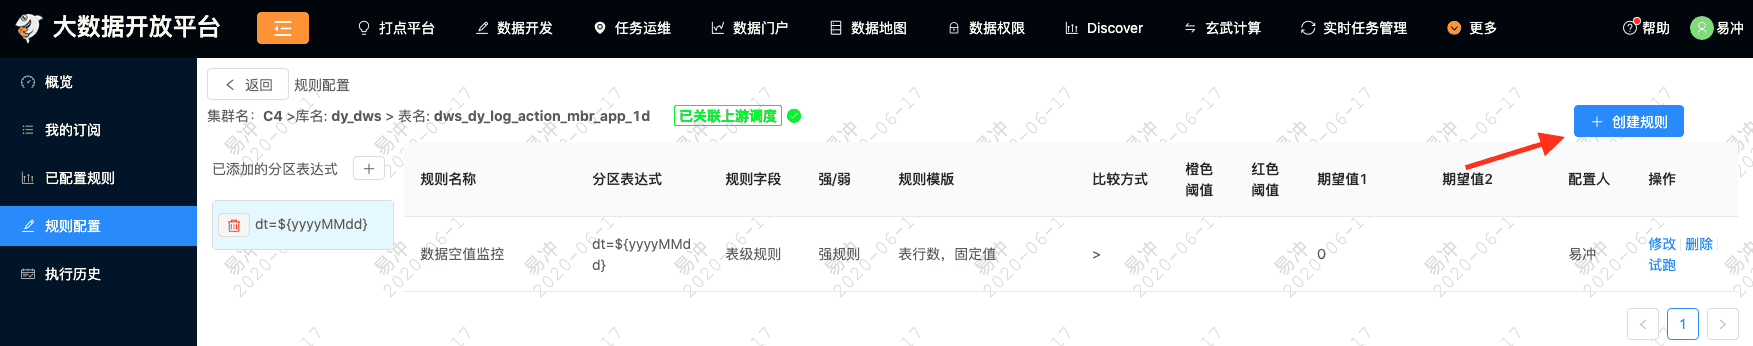 大数据开放平台
打点平台 数据开发 任务运维 数据门户 数据地图 数据权限 Discover 玄武计算 实时任务管理 更多 帮助 易冲
概览
我的订阅
已配置规则
规则配置
执行历史
返回 规则配置
集群名: C4 >库名: dy_dws > 表名: dws_dy_log_action_mbr_app_1d 已关联上游调度
创建规则
已添加的分区表达式
dt=${yyyyMMdd}
规则名称 分区表达式 规则字段 强/弱 规则模版 比较方式 橙色阈值 红色阈值 期望值1 期望值2 配置人 操作
数据空值监控 dt=${yyyyMMdd} 表级规则 强规则 表行数，固定值 > 0 易冲 修改 删除 试跑
< 1 >
易冲
2020-06-17